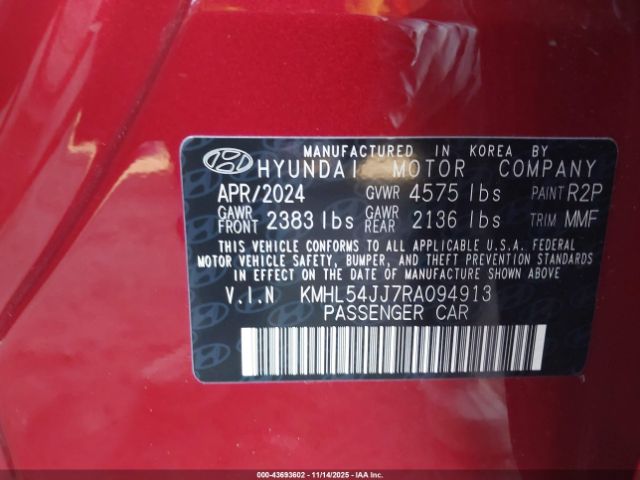 MANUFACTURED IN KOREA BY
HYUNDAI MOTOR COMPANY
APR/2024 GVWR 4575 lbs PAINT R2P
GAWR FRONT 2383 lbs GAWR REAR 2136 lbs TRIM MMF
THIS VEHICLE CONFORMS TO ALL APPLICABLE U.S.A. FEDERAL
MOTOR VEHICLE SAFETY, BUMPER, AND THEFT PREVENTION STANDARDS
IN EFFECT ON THE DATE OF MANUFACTURE SHOWN ABOVE.
V.I.N KMHL54JJ7RA094913
PASSENGER CAR
000-43693602 - 11/14/2025 - IAAI.COM